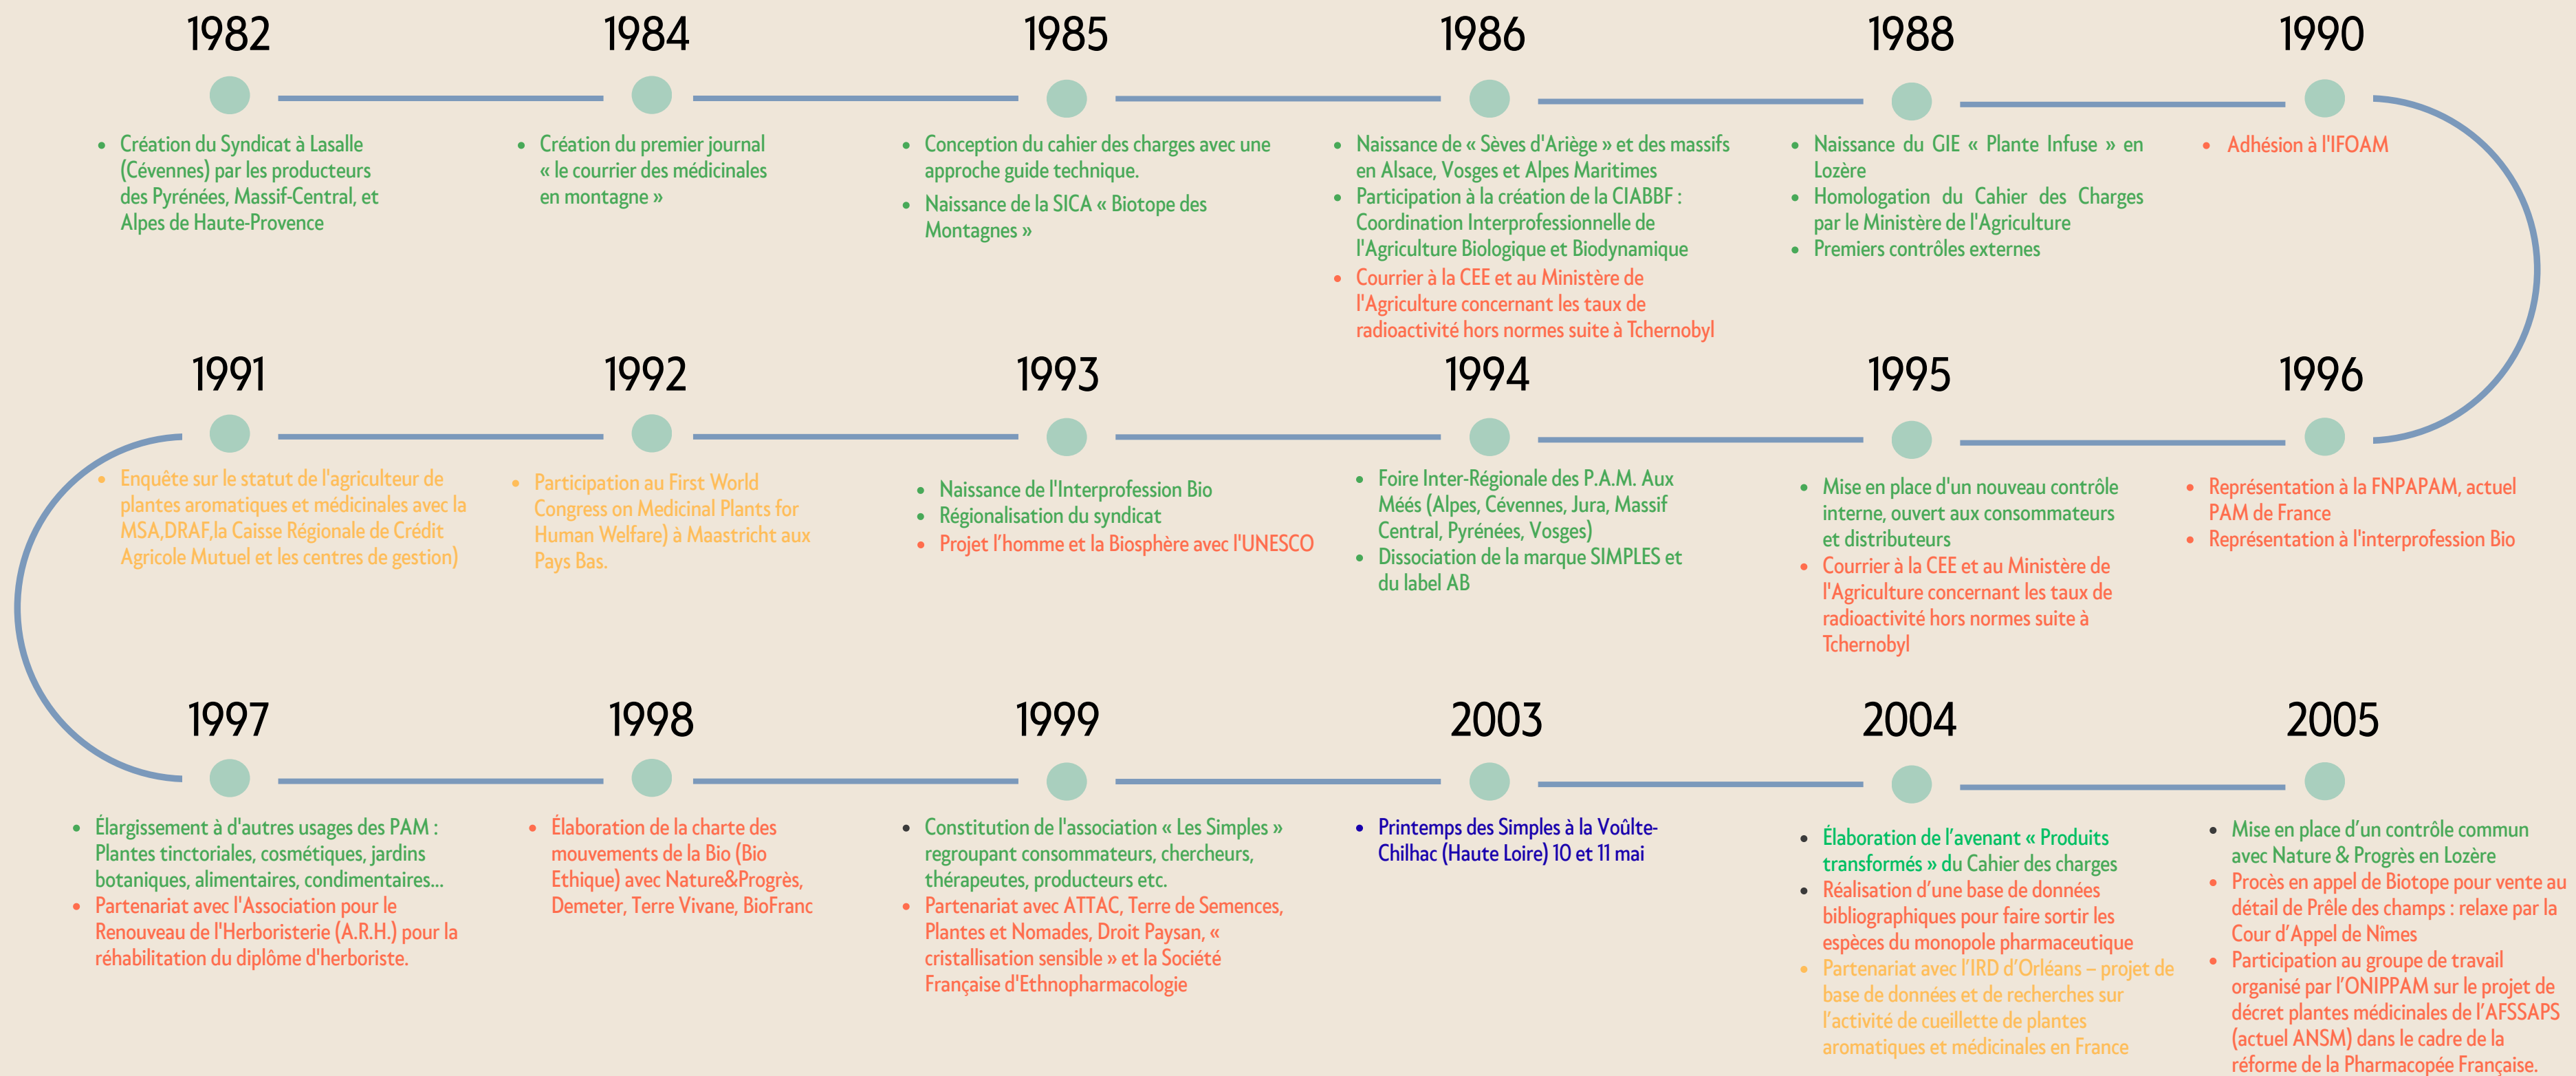 1982
Création du Syndicat à Lasalle
(Cévennes) par les producteurs
des Pyrénées, Massif-Central, et
Alpes de Haute-Provence
1984
Création du premier journal
« le courrier des médicinales
en montagne »
1985
Conception du cahier des charges avec une
approche guide technique.
Naissance de la SICA « Biotope des
Montagnes »
1986
Naissance de « Sèves d'Ariège » et des massifs
en Alsace, Vosges et Alpes Maritimes
Participation à la création de la CIABBF :
Coordination Interprofessionnelle de
l'Agriculture Biologique et Biodynamique
Courrier à la CEE et au Ministère de
l'Agriculture concernant les taux de
radioactivité hors normes suite à Tchernobyl
1988
Naissance du GIE « Plante Infuse » en
Lozère
Homologation du Cahier des Charges
par le Ministère de l'Agriculture
Premiers contrôles externes
1990
Adhésion à l'IFOAM
1991
Enquête sur le statut de l'agriculteur de
plantes aromatiques et médicinales avec la
MSA,DRAF,la Caisse Régionale de Crédit
Agricole Mutuel et les centres de gestion)
1992
Participation au First World
Congress on Medicinal Plants for
Human Welfare) à Maastricht aux
Pays Bas.
1993
Naissance de l'Interprofession Bio
Régionalisation du syndicat
Projet l’homme et la Biosphère avec l'UNESCO
1994
Foire Inter-Régionale des P.A.M. Aux
Méés (Alpes, Cévennes, Jura, Massif
Central, Pyrénées, Vosges)
Dissociation de la marque SIMPLES et
du label AB
1995
Mise en place d'un nouveau contrôle
interne, ouvert aux consommateurs
et distributeurs
Courrier à la CEE et au Ministère de
l'Agriculture concernant les taux de
radioactivité hors normes suite à
Tchernobyl
1996
Représentation à la FNPAPAM, actuel
PAM de France
Représentation à l'interprofession Bio
1997
Élargissement à d'autres usages des PAM :
Plantes tinctoriales, cosmétiques, jardins
botaniques, alimentaires, condimentaires...
Partenariat avec l'Association pour le
Renouveau de l'Herboristerie (A.R.H.) pour la
réhabilitation du diplôme d'herboriste.
1998
Élaboration de la charte des
mouvements de la Bio (Bio
Ethique) avec Nature&Progrès,
Demeter, Terre Vivane, BioFranc
1999
Constitution de l'association « Les Simples »
regroupant consommateurs, chercheurs,
thérapeutes, producteurs etc.
Partenariat avec ATTAC, Terre de Semences,
Plantes et Nomades, Droit Paysan, «
cristallisation sensible » et la Société
Française d'Ethnopharmacologie
2003
Printemps des Simples à la Voûlte-
Chilhac (Haute Loire) 10 et 11 mai
2004
Élaboration de l’avenant « Produits
transformés » du Cahier des charges
Réalisation d’une base de données
bibliographiques pour faire sortir les
espèces du monopole pharmaceutique
Partenariat avec l’IRD d’Orléans – projet de
base de données et de recherches sur
l’activité de cueillette de plantes
aromatiques et médicinales en France
2005
Mise en place d’un contrôle commun
avec Nature & Progrès en Lozère
Procès en appel de Biotope pour vente au
détail de Prêle des champs : relaxe par la
Cour d’Appel de Nîmes
Participation au groupe de travail
organisé par l’ONIPPAM sur le projet de
décret plantes médicinales de l’AFSSAPS
(actuel ANSM) dans le cadre de la
réforme de la Pharmacopée Française.